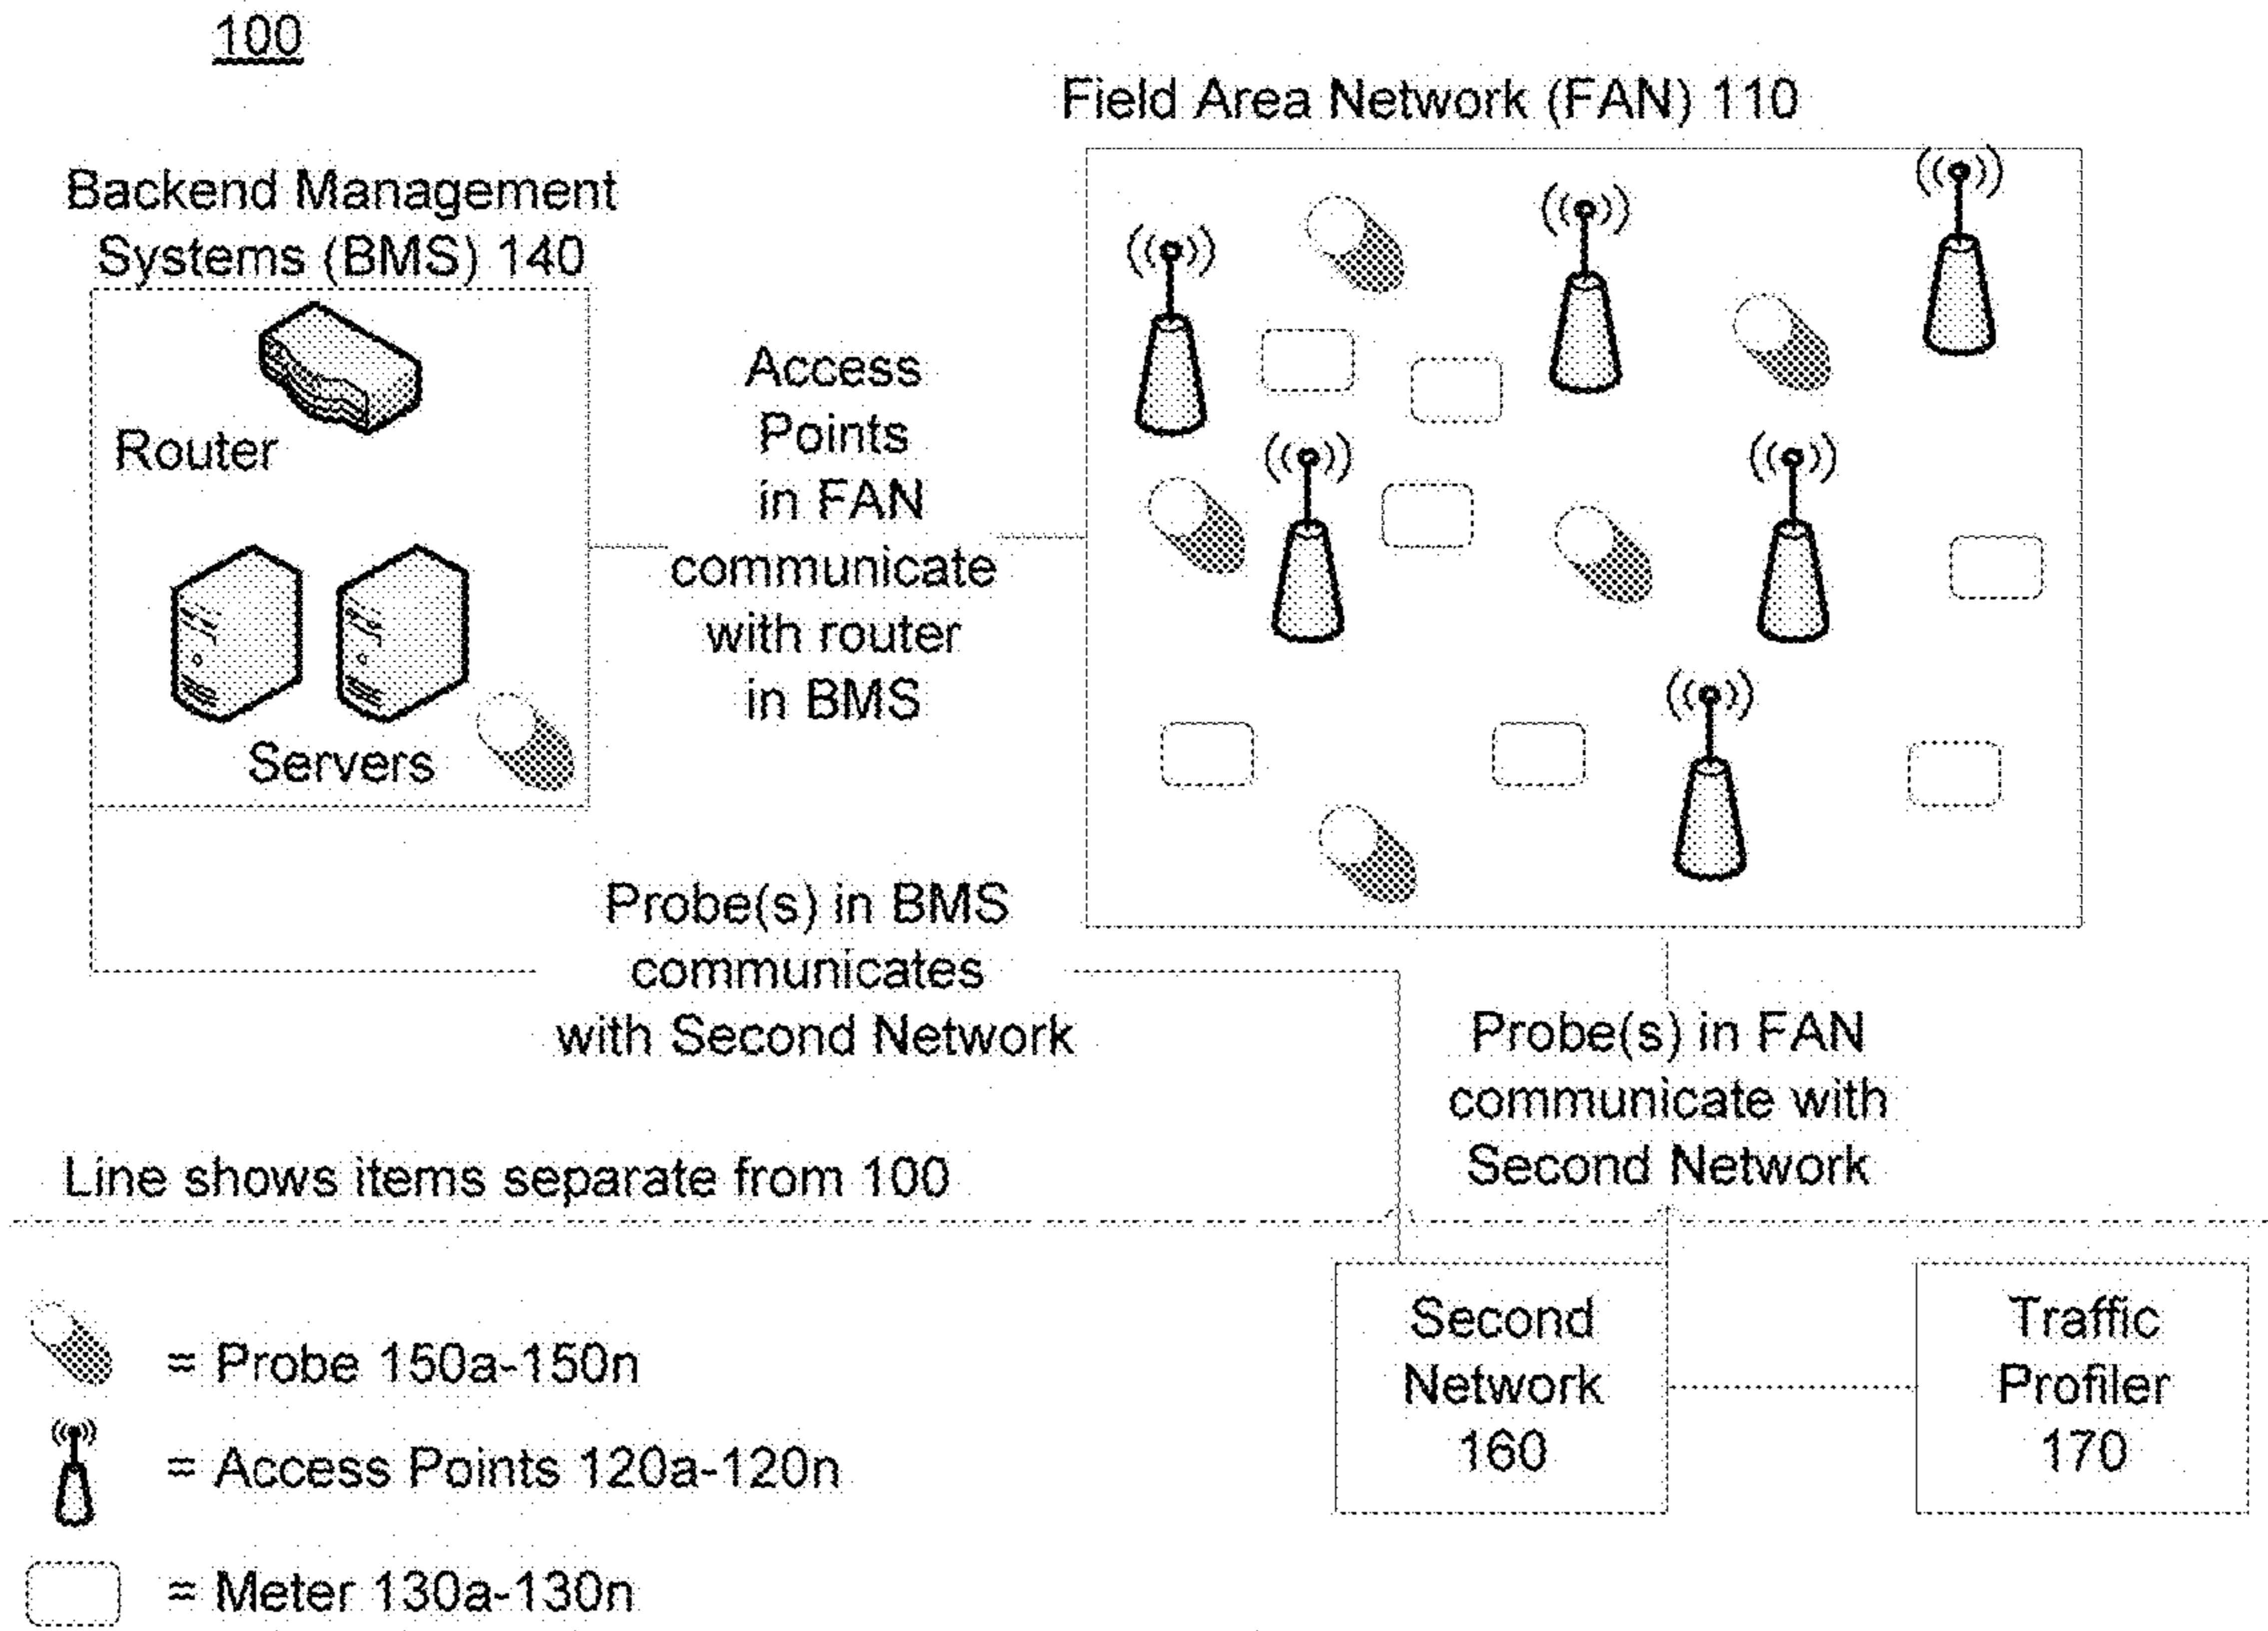 100
Field Area Network (FAN) 110
Backend Management
Systems (BMS) 140
Router
Servers
Access
Points
in FAN
communicate
with router
in BMS
Probe(s) in BMS
communicates
with Second Network
Probe(s) in FAN
communicate with
Second Network
Line shows items separate from 100
= Probe 150a-150n
= Access Points 120a-120n
= Meter 130a-130n
Second
Network
160
Traffic
Profiler
170